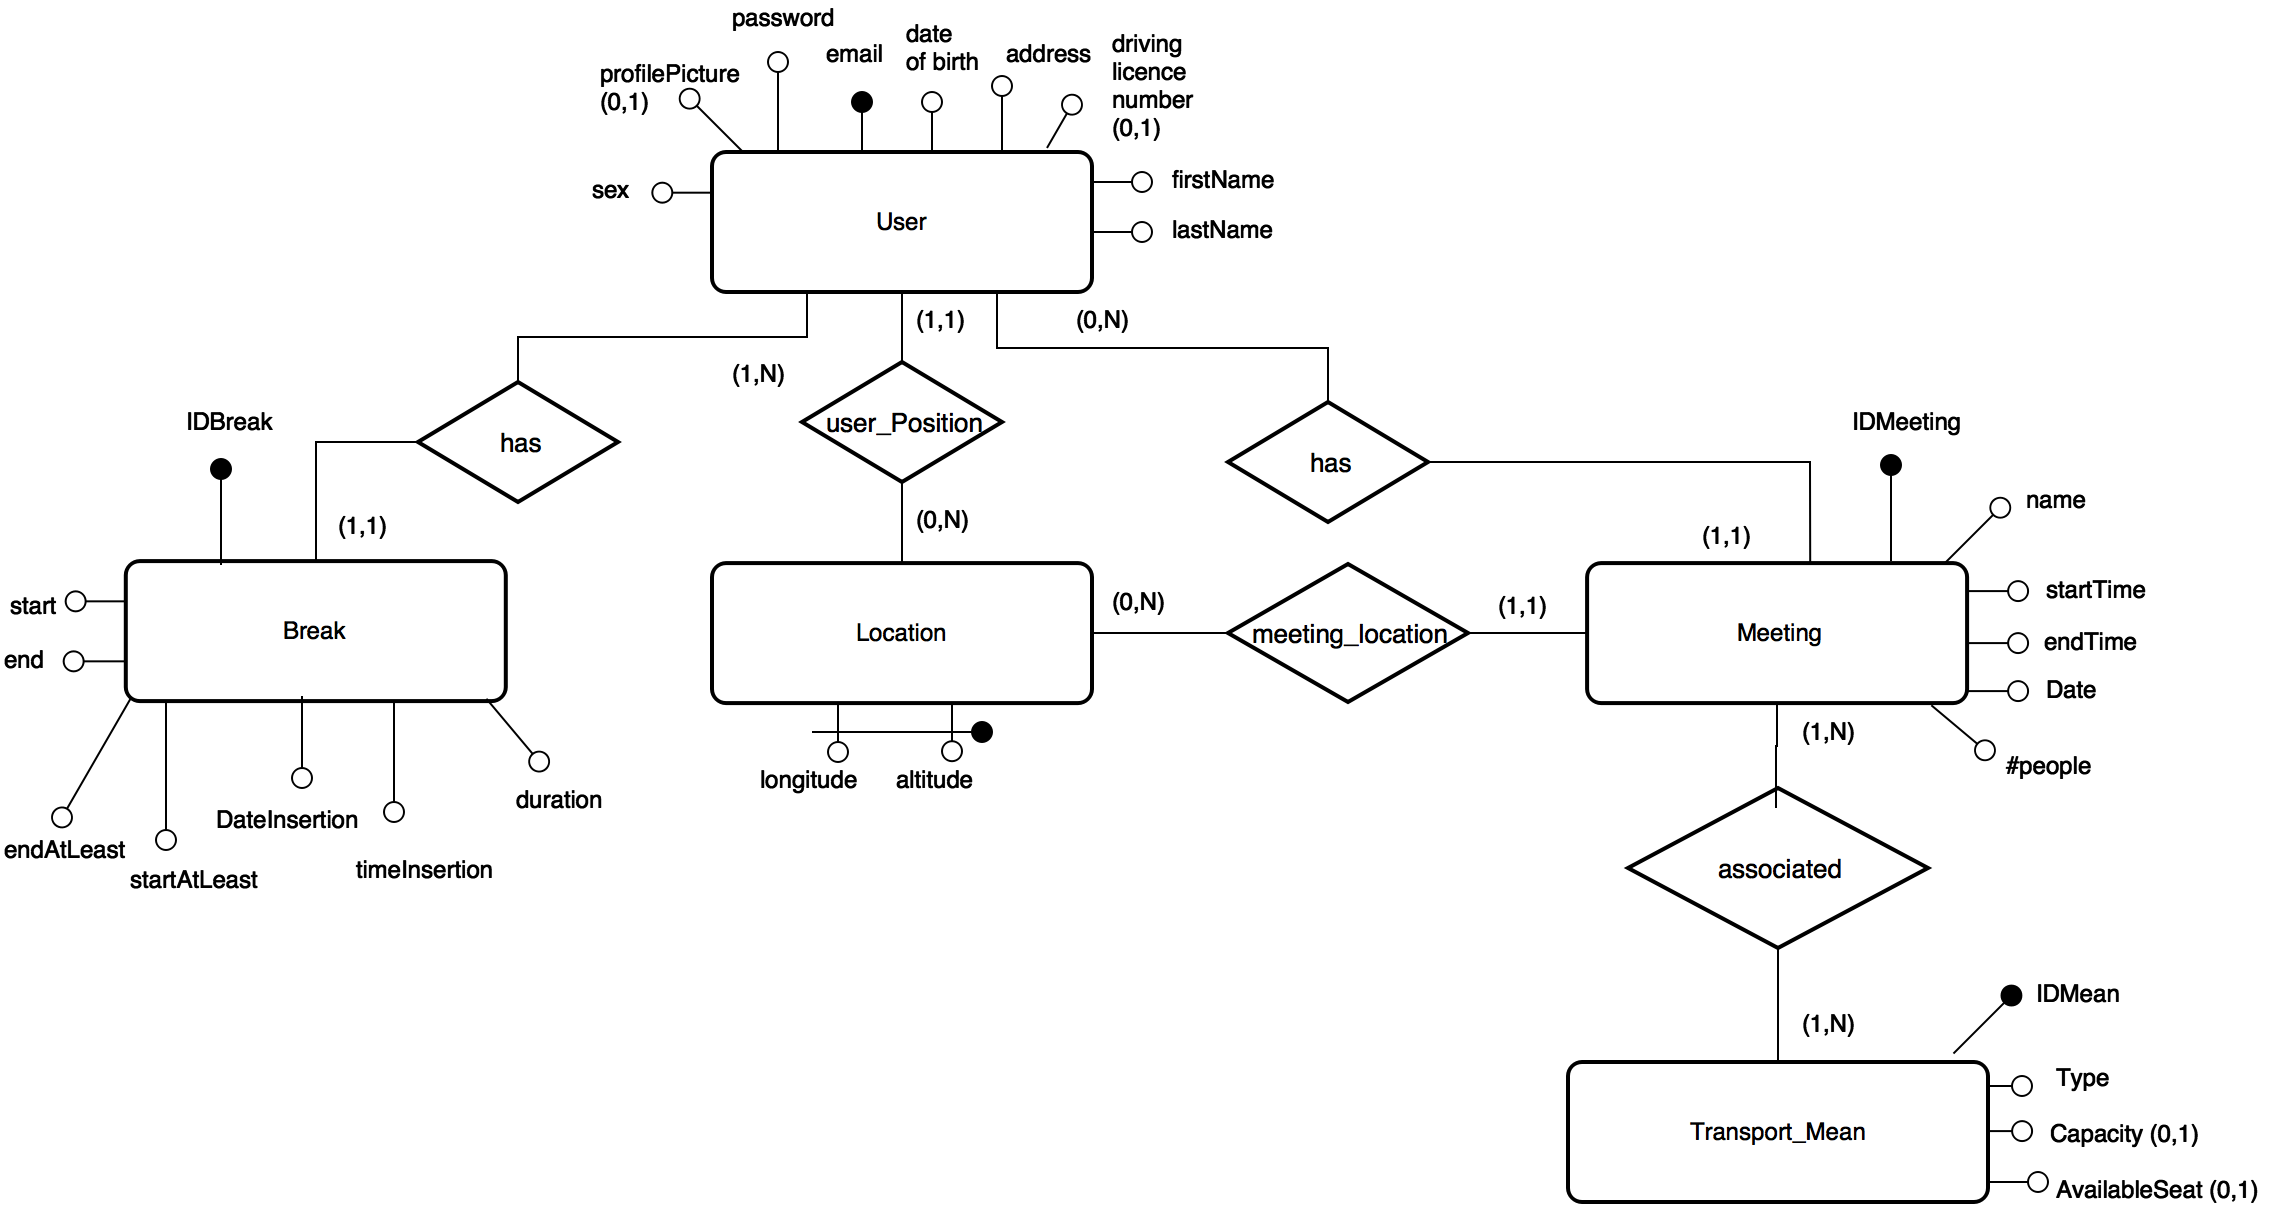 password
email
date
of birth
address
driving
licence
number
(0,1)
profilePicture
(0,1)
sex
User
firstName
lastName
(1,N)
(1,1)
(0,N)
has
user_Position
has
IDBreak
(1,1)
(0,N)
(1,1)
IDMeeting
name
start
end
Break
Location
(0,N)
meeting_location
(1,1)
Meeting
startTime
endTime
Date
#people
longitude
altitude
endAtLeast
startAtLeast
DateInsertion
timeInsertion
duration
(1,N)
associated
(1,N)
IDMean
Transport_Mean
Type
Capacity (0,1)
AvailableSeat (0,1)